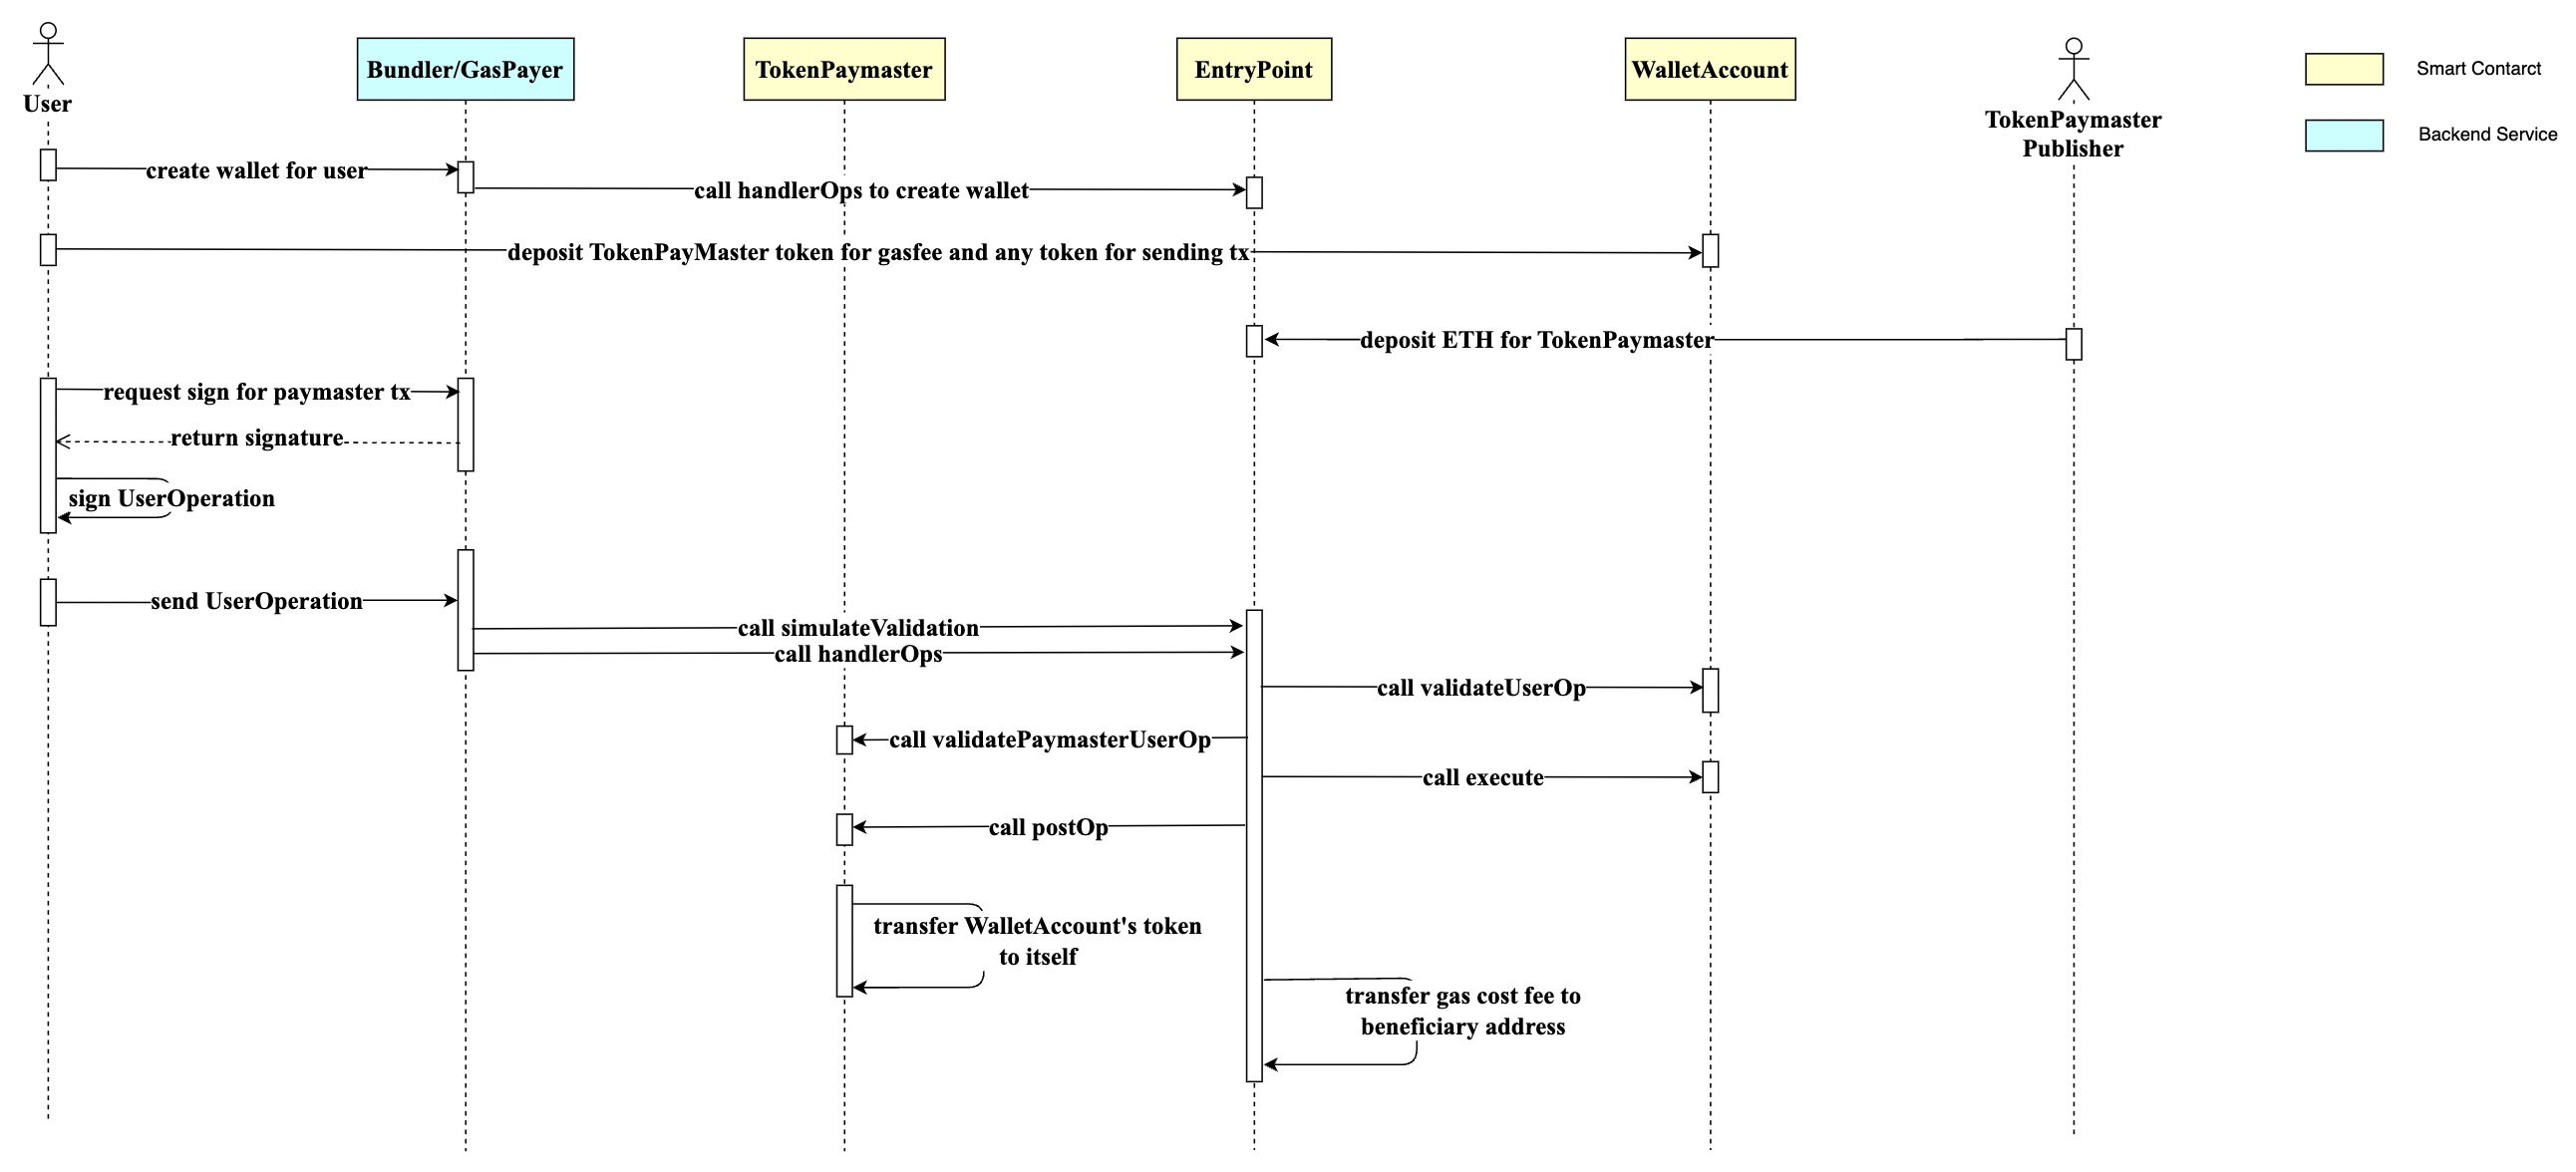 User
Bundler/GasPayer
TokenPaymaster
EntryPoint
WalletAccount
TokenPaymaster
Publisher
Smart Contarct
Backend Service
create wallet for user
call handlerOps to create wallet
deposit TokenPayMaster token for gasfee and any token for sending tx
deposit ETH for TokenPaymaster
request sign for paymaster tx
return signature
sign UserOperation
send UserOperation
call simulateValidation
call handlerOps
call validateUserOp
call validatePaymasterUserOp
call execute
call postOp
transfer WalletAccount's token
to itself
transfer gas cost fee to
beneficiary address